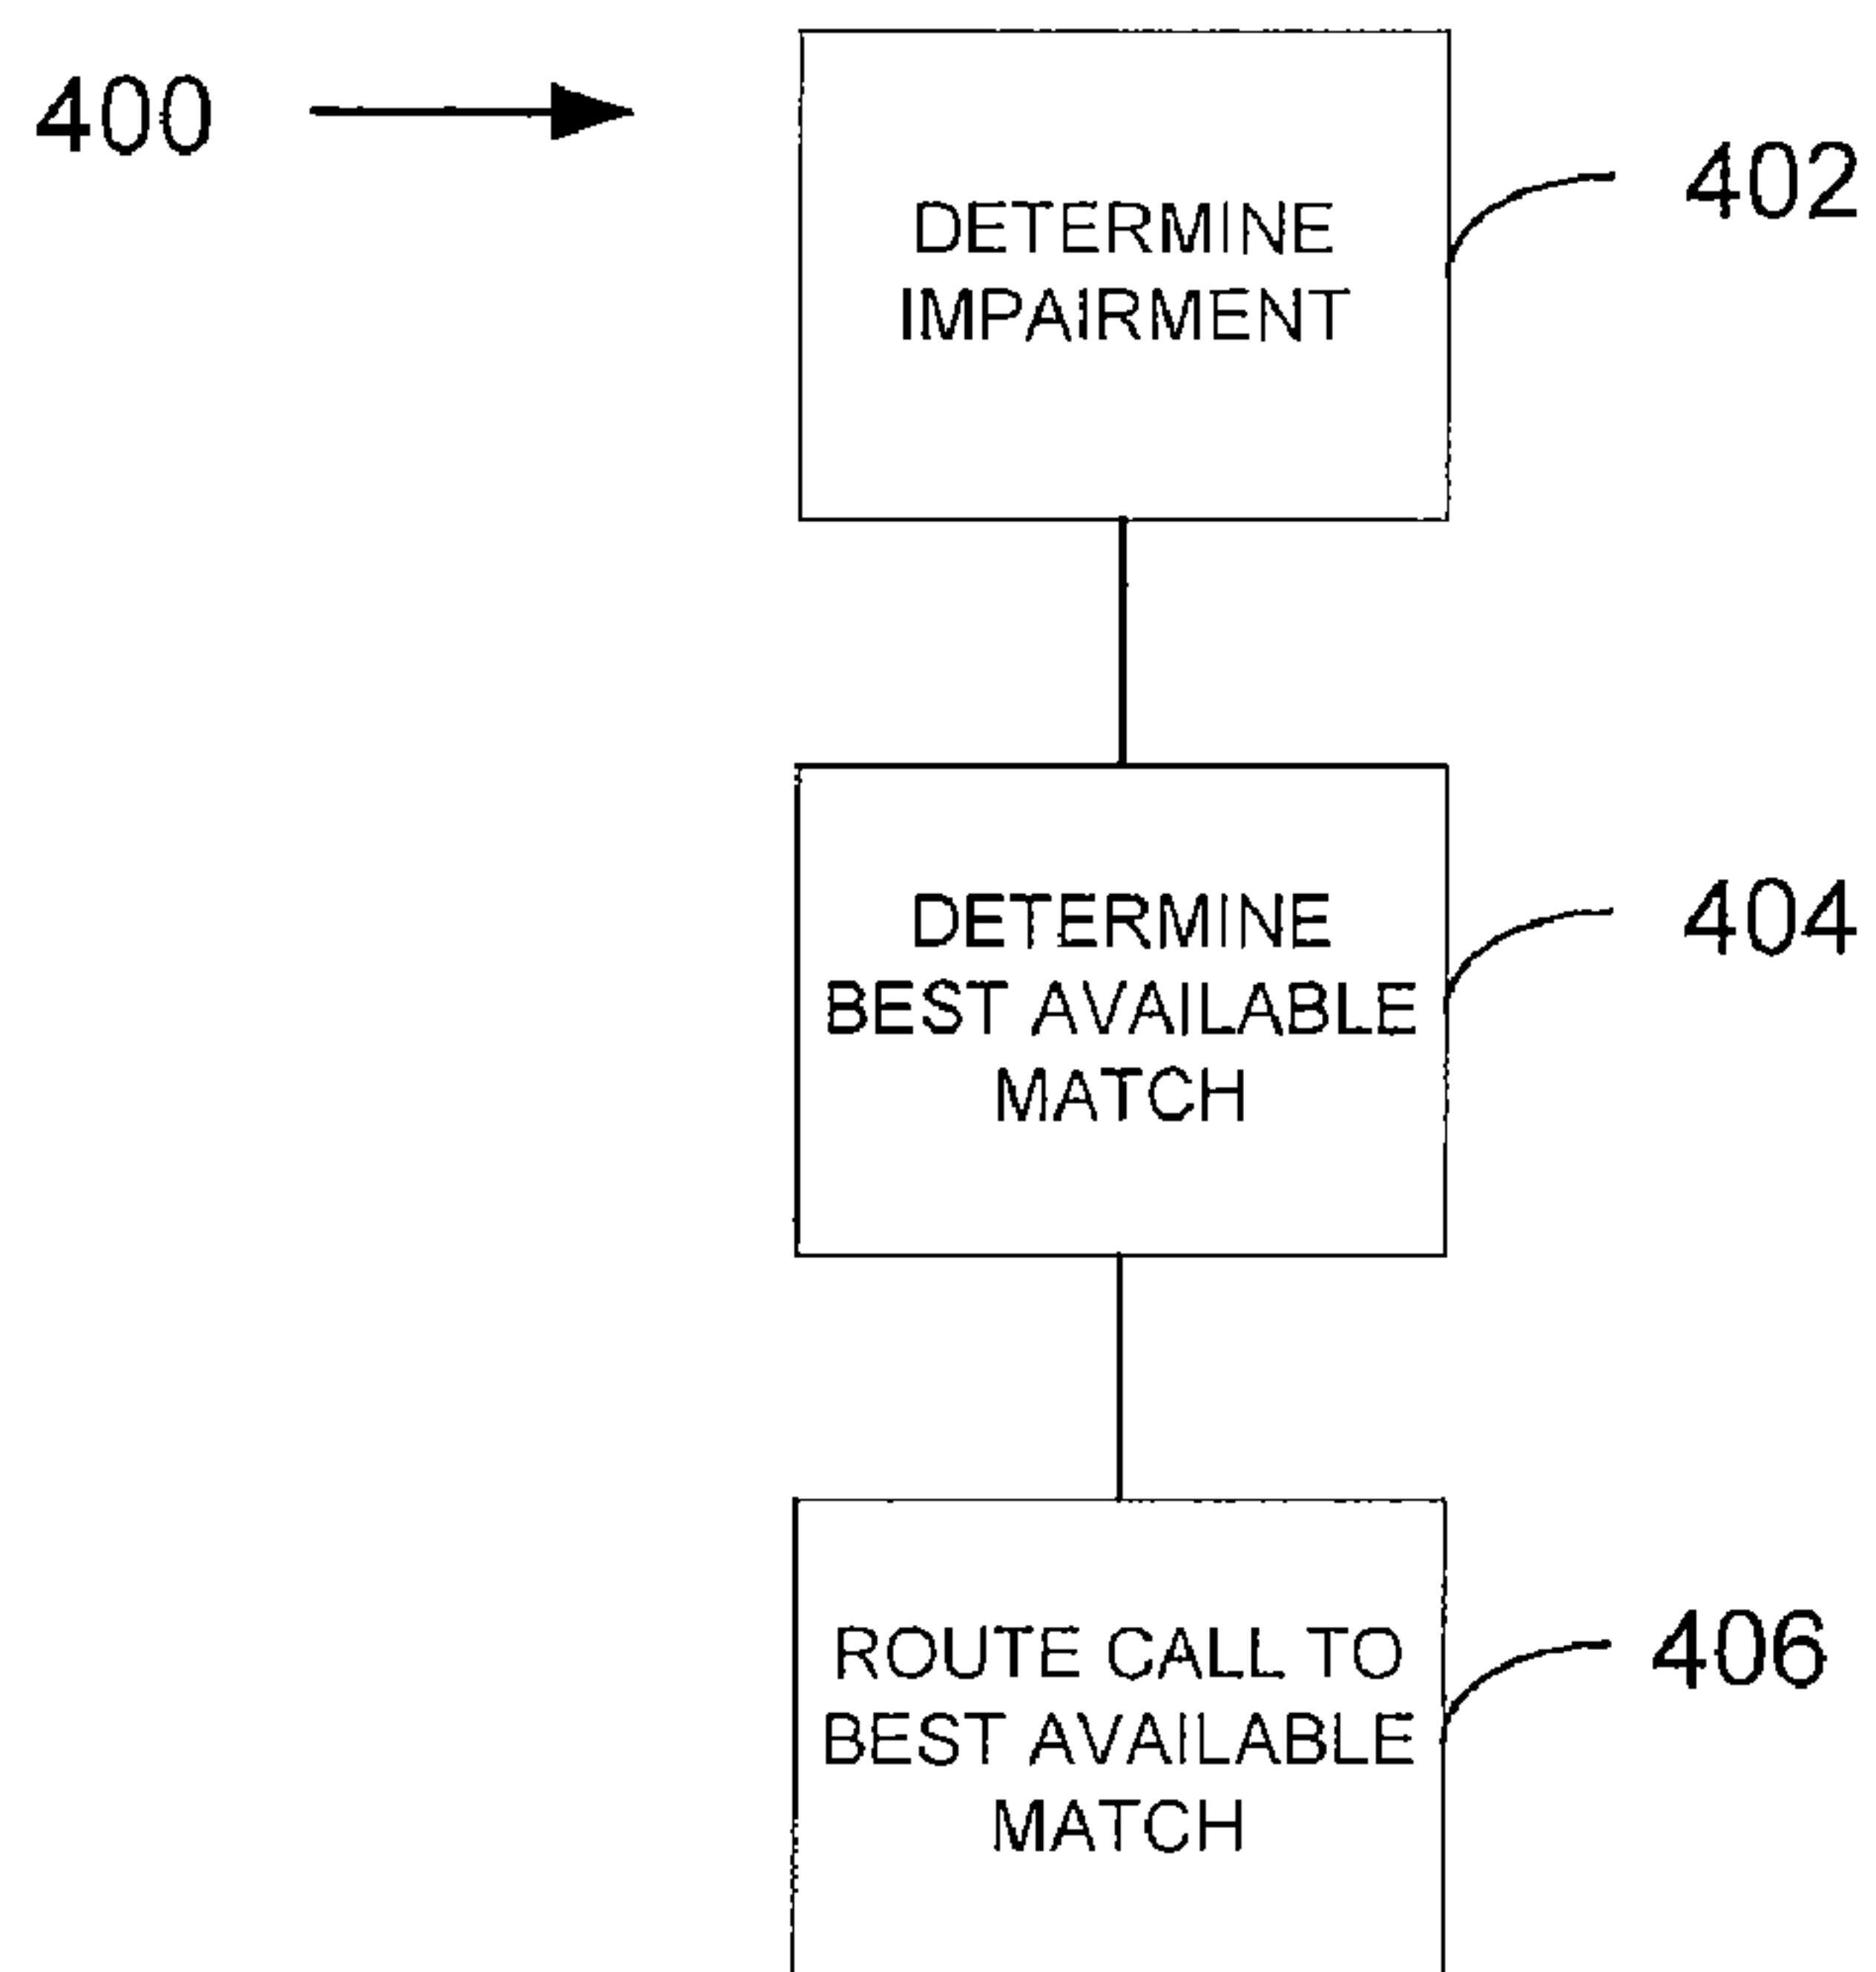 400
402
DETERMINE
IMPAIRMENT
404
DETERMINE
BEST AVAILABLE
MATCH
406
ROUTE CALL TO
BEST AVAILABLE
MATCH